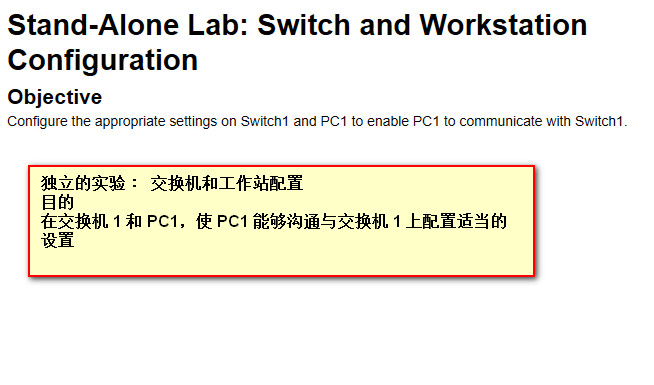 Stand-Alone Lab: Switch and Workstation
Configuration
Objective
Configure the appropriate settings on Switch1 and PC1 to enable PC1 to communicate with Switch1.
独立的实验： 交换机和工作站配置
目的
在交换机 1 和 PC1，使 PC1 能够沟通与交换机 1 上配置适当的
设置